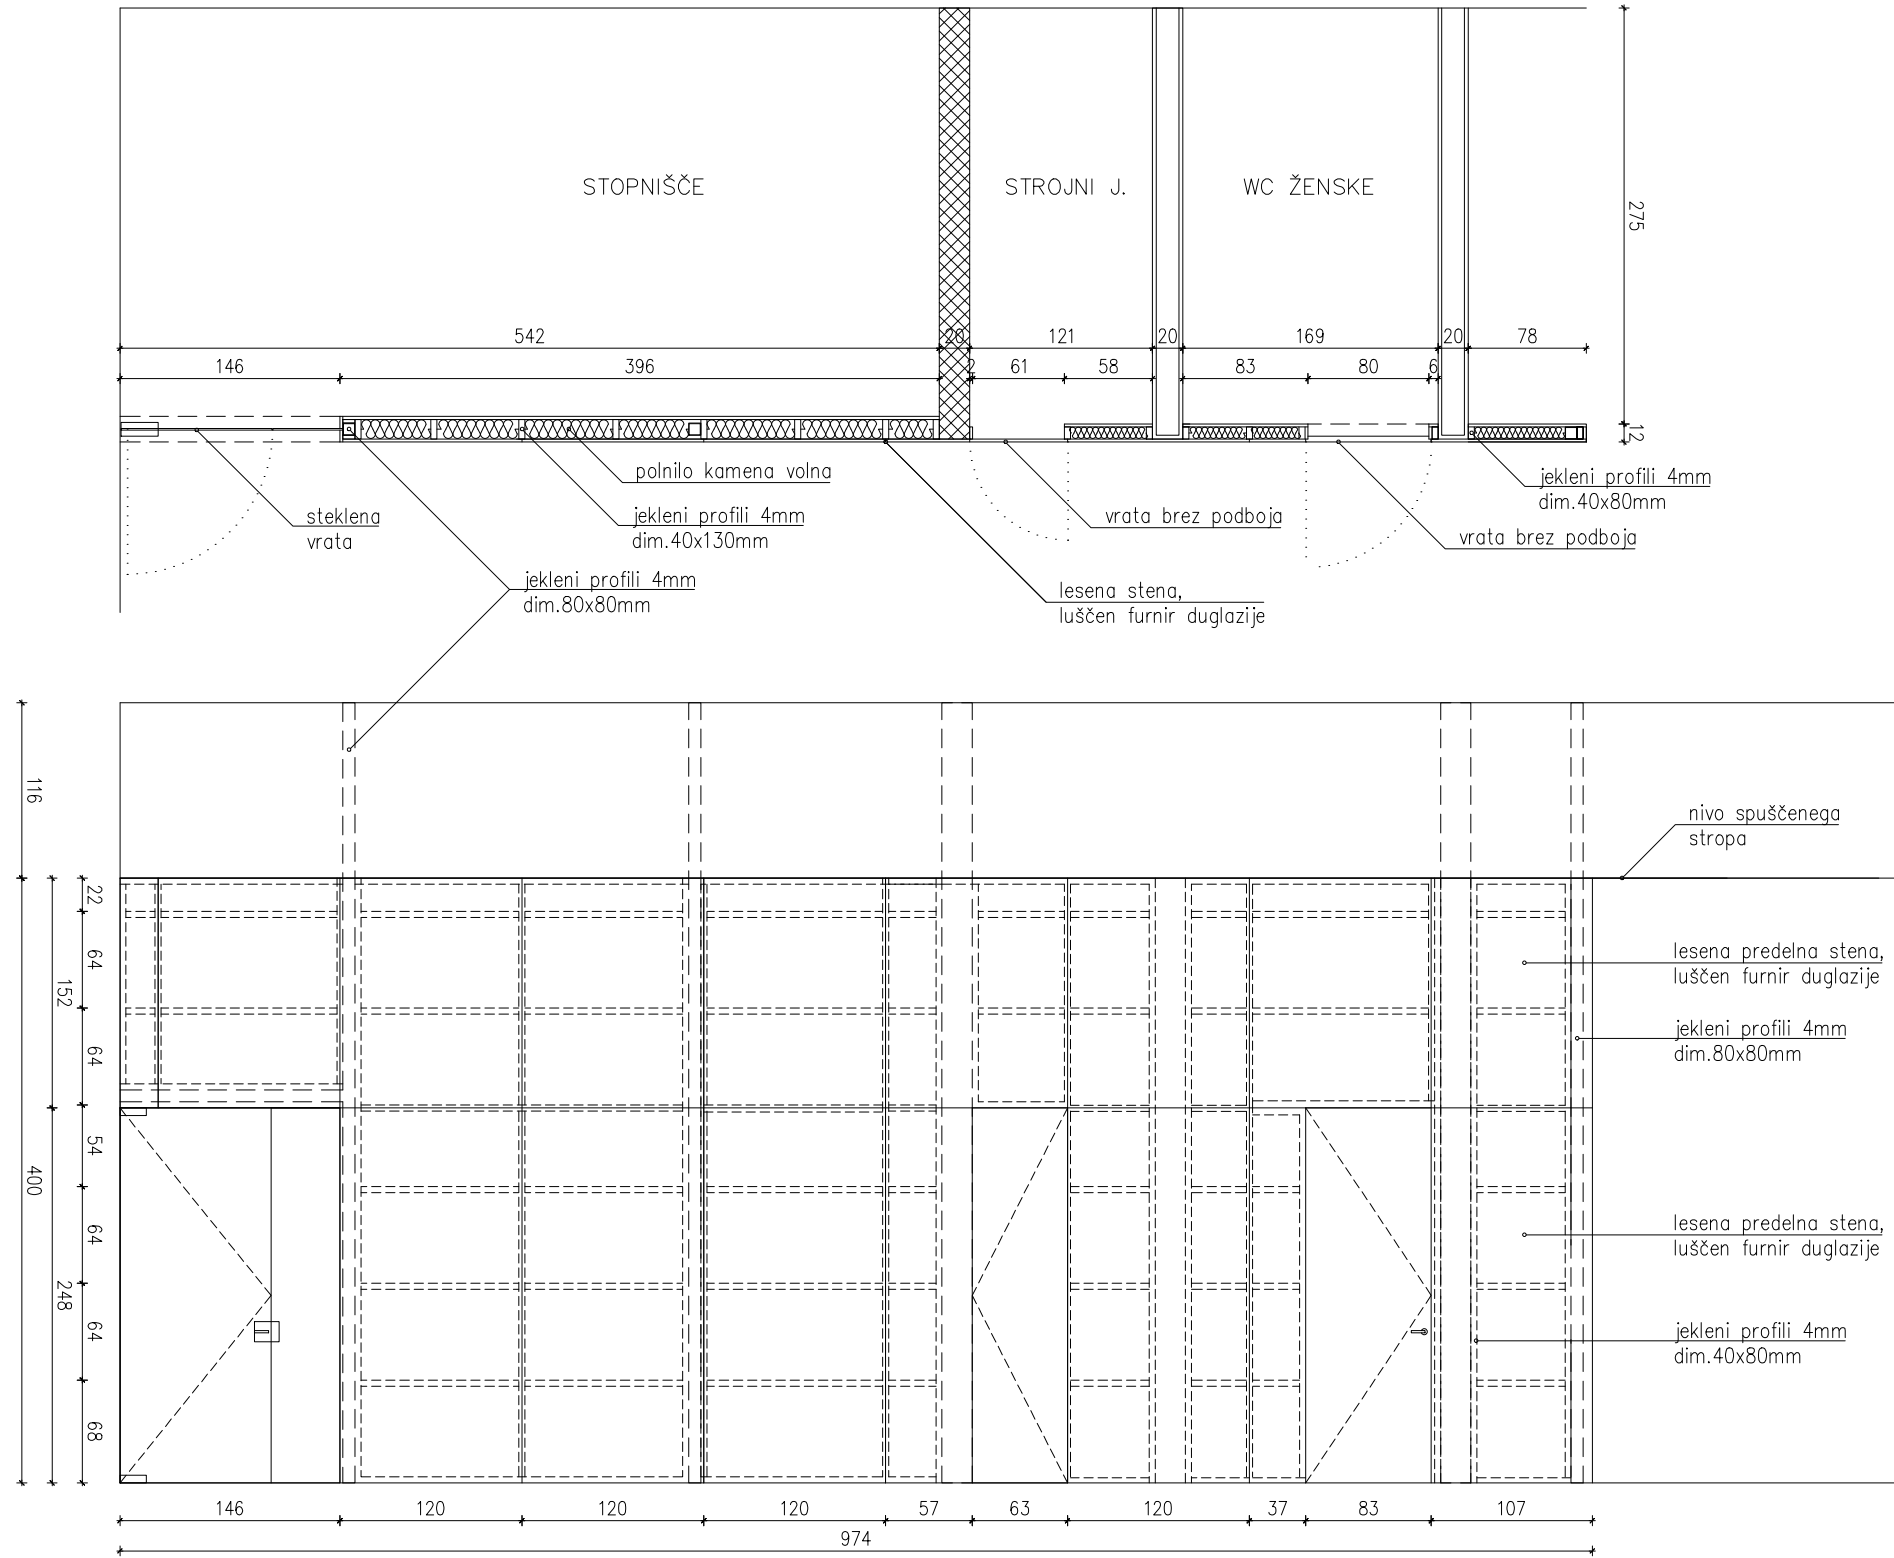 STOPNIŠČE
STROJNI J.
WC ŽENSKE
275
542
20
121
20
169
20
78
146
396
2
61
58
83
80
6
12
polnilo kamena volna
jekleni profili 4mm
dim.40x80mm
steklena
vrata
jekleni profili 4mm
dim.40x130mm
vrata brez podboja
vrata brez podboja
jekleni profili 4mm
dim.80x80mm
lesena stena,
luščen furnir duglazije
116
nivo spuščenega
stropa
22
64
152
64
lesena predelna stena,
luščen furnir duglazije
jekleni profili 4mm
dim.80x80mm
54
400
64
248
64
68
lesena predelna stena,
luščen furnir duglazije
jekleni profili 4mm
dim.40x80mm
146
120
120
120
57
63
120
37
83
107
974